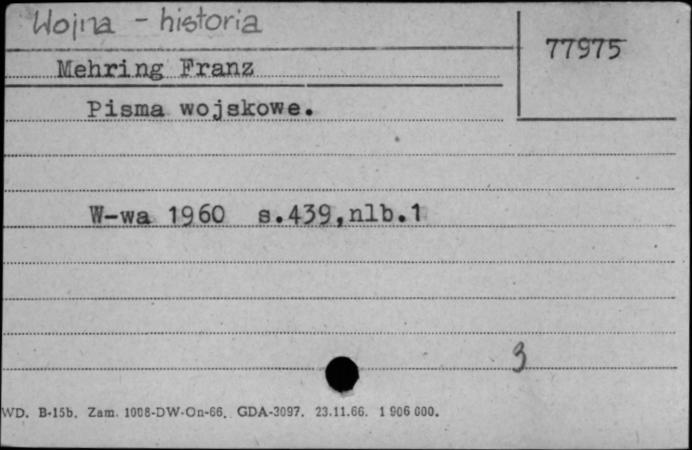 Wojna - historia
77975
Mehring Franz
Pisma wojskowe.
W-wa 1960 s.439,nlb.1
3
WD. B-15b. Zam. 1008-DW-On-66. GDA-3097. 23.11.66. 1 906 000.